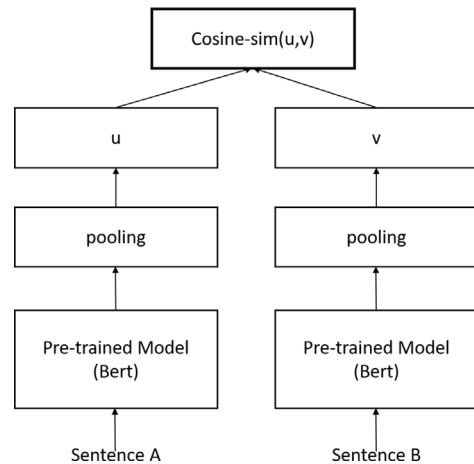 Cosine-sim(u,v)
u
v
pooling
pooling
Pre-trained Model
(Bert)
Pre-trained Model
(Bert)
Sentence A
Sentence B